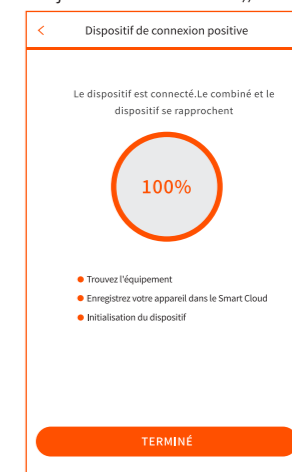 Dispositif de connexion positive
Le dispositif est connecté.Le combiné et le
dispositif se rapprochent
100%
Trouvez l'équipement
Enregistrez votre appareil dans le Smart Cloud
Initialisation du dispositif
TERMINÉ